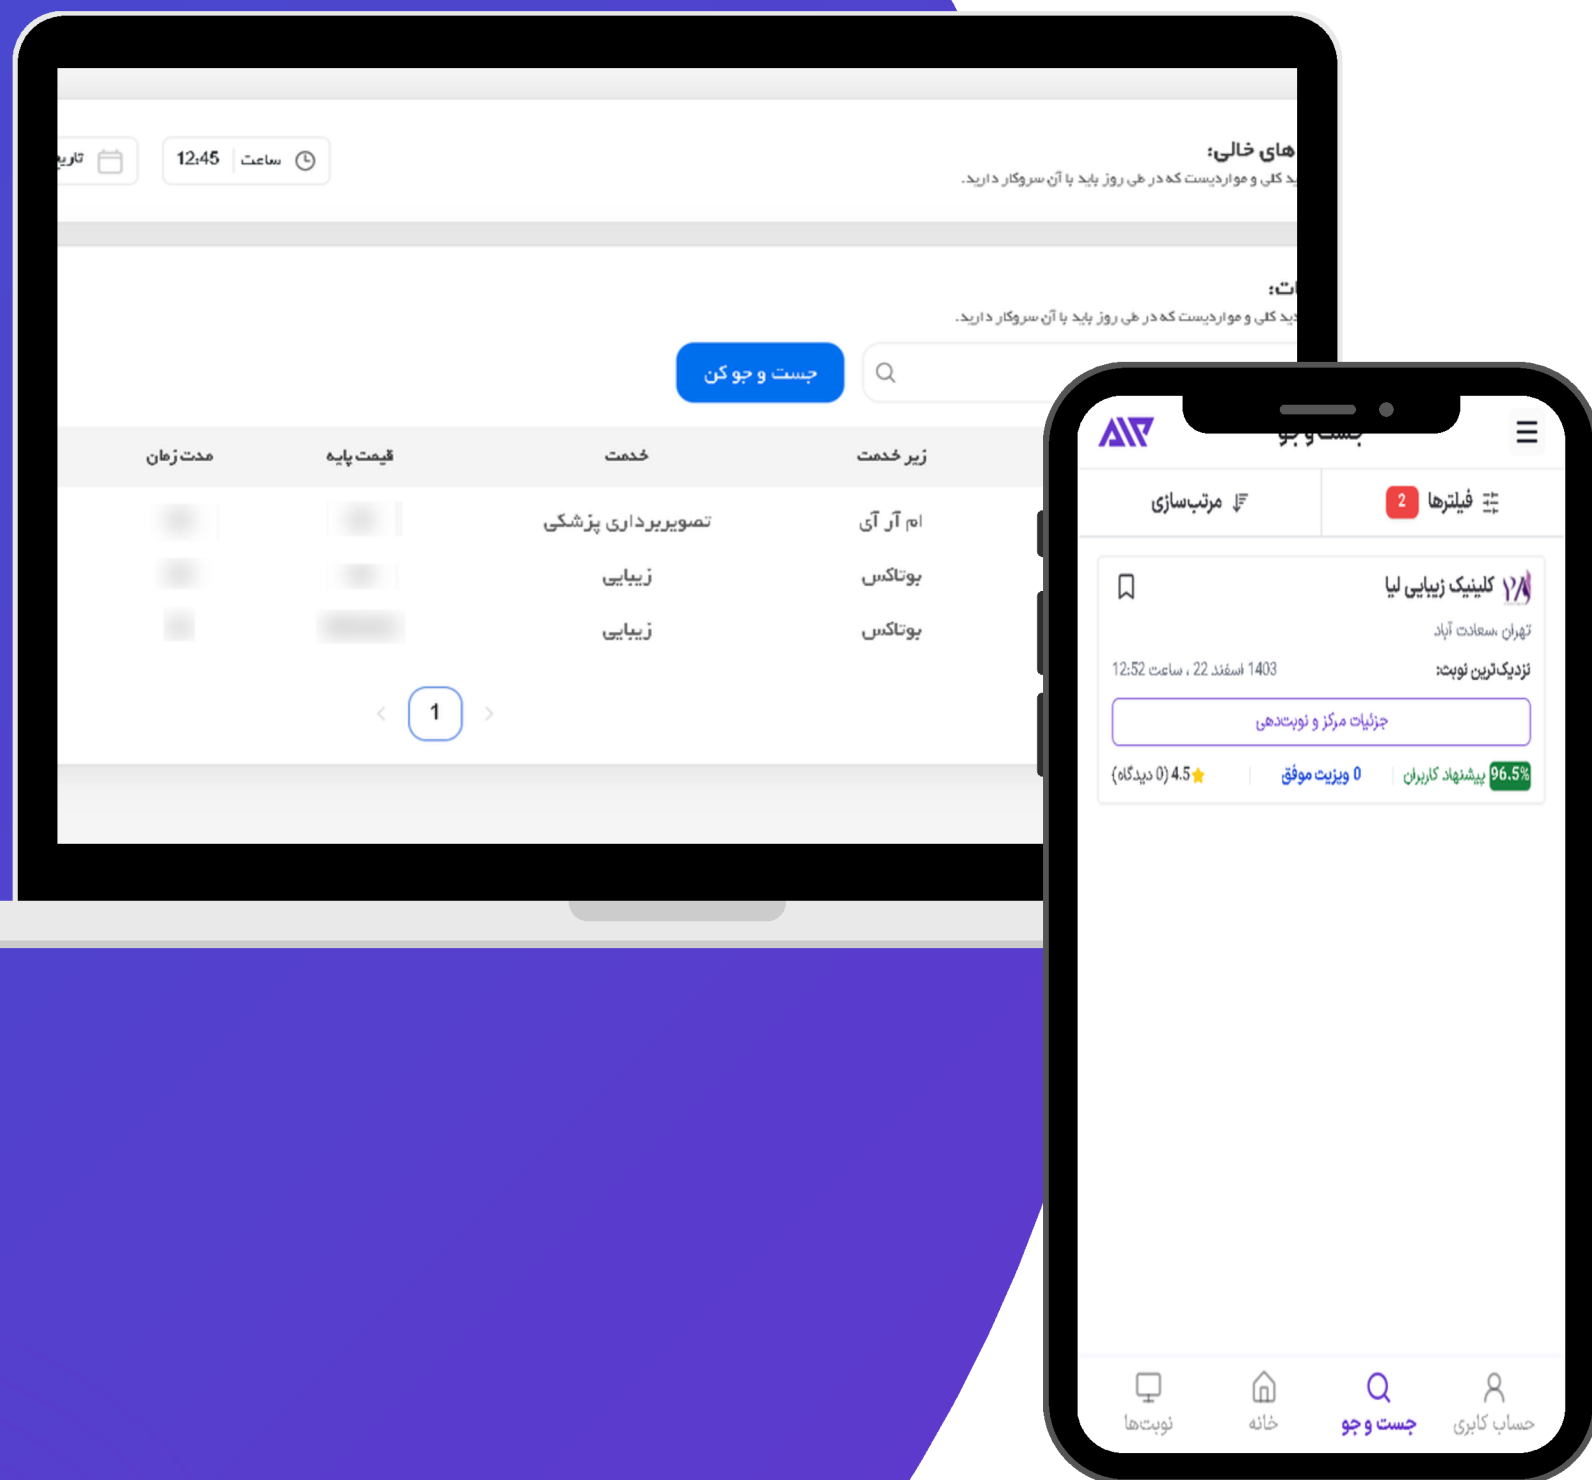 های خالی:
ید کلی و مواردیست که در طی روز باید با آن سروکار دارید.
ساعت 12:45
ات:
دید کلی و مواردیست که در طی روز باید با آن سروکار دارید.
جست و جو کن
زیر خدمت خدمت قیمت پایه مدت زمان
ام آر آی تصویربرداری پزشکی
بوتاکس زیبایی
بوتاکس زیبایی
1
جست و جو
فیلترها 2 مرتب‌سازی
کلینیک زیبایی لیا
تهران ،سعادت آباد
نزدیک‌ترین نوبت: 1403 اسفند 22 ، ساعت 12:52
جزئیات مرکز و نوبت‌دهی
96.5% پیشنهاد کاربران 0 ویزیت موفق 4.5 (0 دیدگاه)
حساب کابری جست و جو خانه نوبت‌ها